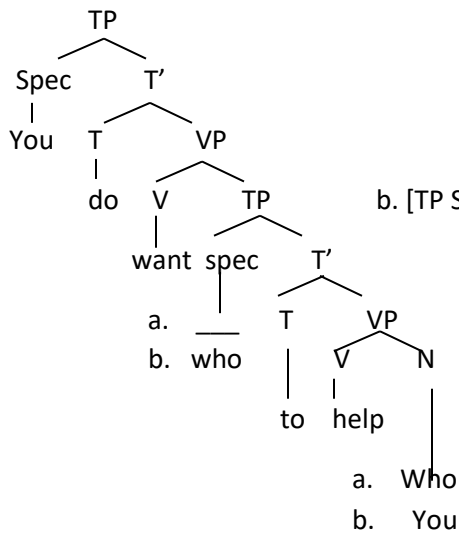 TP
Spec T’
You T VP
do V TP b. [TP S
want spec T’
a. ___ T VP
b. who V N
to help
a. Who
b. You